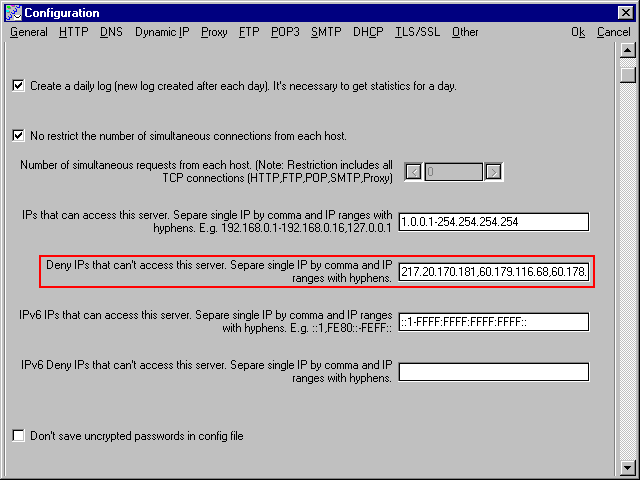 Configuration
General HTTP DNS Dynamic IP Proxy FTP POP3 SMTP DHCP TLS/SSL Other Ok Cancel
Create a daily log (new log created after each day). It's necessary to get statistics for a day.
No restrict the number of simultaneous connections from each host.
Number of simultaneous requests from each host. (Note: Restriction includes all
TCP connections (HTTP,FTP,POP,SMTP,Proxy)
0
IPs that can access this server. Separe single IP by comma and IP ranges with
hyphens. E.g. 192.168.0.1-192.168.0.16,127.0.0.1
1.0.0.1-254.254.254.254
Deny IPs that can't access this server. Separe single IP by comma and IP
ranges with hyphens.
217.20.170.181,60.179.116.68,60.178.
IPv6 IPs that can access this server. Separe single IP by comma and IP ranges
with hyphens. E.g. ::1,FE80::-FEFF::
::1-FFFF:FFFF:FFFF:FFFF::
IPv6 Deny IPs that can't access this server. Separe single IP by comma and IP
ranges with hyphens.
Don't save uncrypted passwords in config file